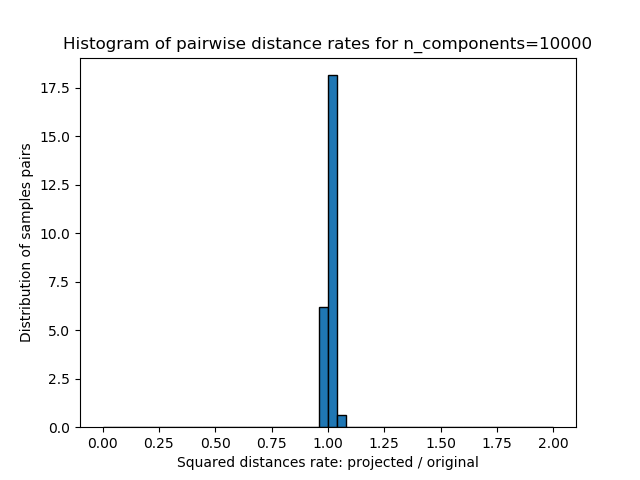 Histogram of pairwise distance rates for n_components=10000
17.5
15.0
12.5
10.0
7.5
5.0
2.5
0.0
Distribution of samples pairs
0.00 0.25 0.50 0.75 1.00 1.25 1.50 1.75 2.00
Squared distances rate: projected / original